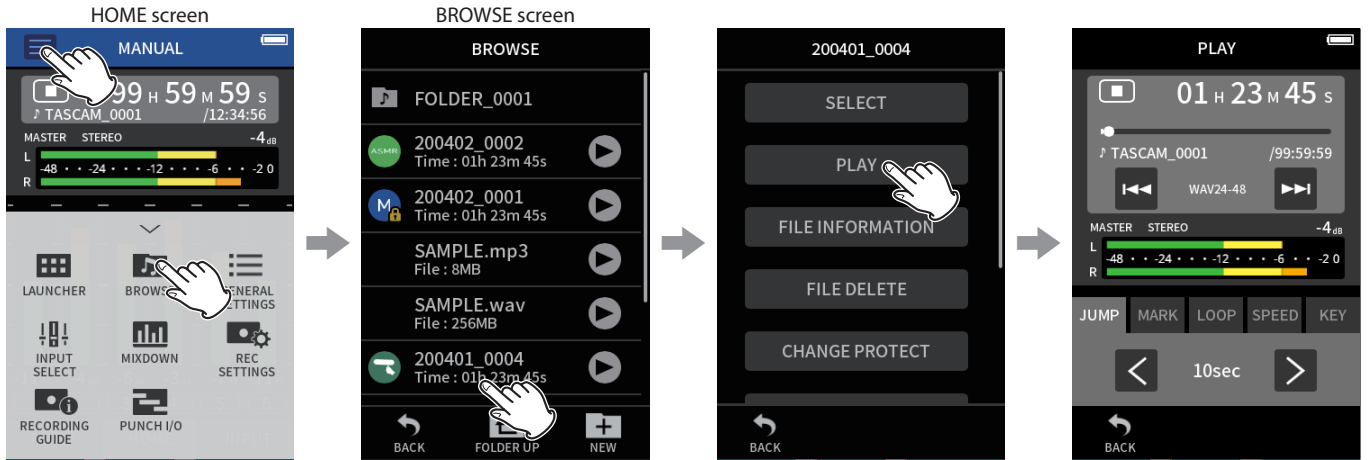 HOME screen
MANUAL
99 H 59 M 59 S
♪ TASCAM_0001 /12:34:56
MASTER STEREO -4dB
L
-48 · · -24 · · · -12 · · · -6 · · -2 0
R
LAUNCHER
BROWSE
GENERAL
SETTINGS
INPUT
SELECT
MIXDOWN
REC
SETTINGS
RECORDING
GUIDE
PUNCH I/O
BROWSE screen
BROWSE
FOLDER_0001
ASMR
200402_0002
Time : 01h 23m 45s
M
200402_0001
Time : 01h 23m 45s
SAMPLE.mp3
File : 8MB
SAMPLE.wav
File : 256MB
200401_0004
Time : 01h 23m 45s
BACK
FOLDER UP
NEW
200401_0004
SELECT
PLAY
FILE INFORMATION
FILE DELETE
CHANGE PROTECT
BACK
PLAY
01 H 23 M 45 S
♪ TASCAM_0001 /99:59:59
WAV24-48
MASTER STEREO -4dB
L
-48 · · -24 · · · -12 · · · -6 · · -2 0
R
JUMP MARK LOOP SPEED KEY
10sec
BACK